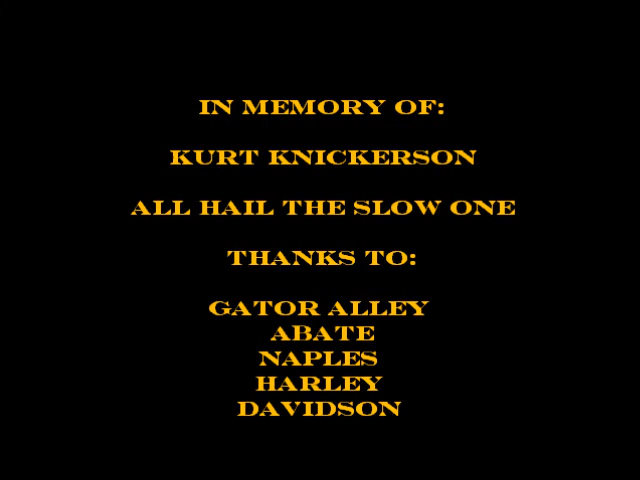 IN MEMORY OF:
KURT KNICKERSON
ALL HAIL THE SLOW ONE
THANKS TO:
GATOR ALLEY
ABATE
NAPLES
HARLEY
DAVIDSON